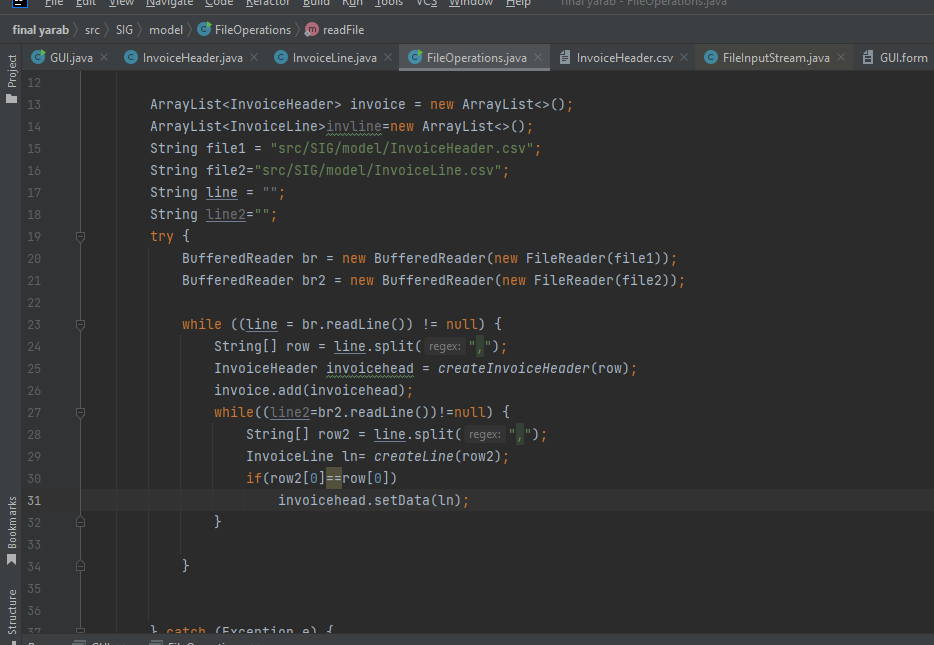 File Edit View Navigate Code Refactor Build Run Tools VCS Window Help final yarab - FileOperations.java
final yarab src SIG model FileOperations readFile
GUI.java InvoiceHeader.java InvoiceLine.java FileOperations.java InvoiceHeader.csv FileInputStream.java GUI.form
Project
12
13 ArrayList<InvoiceHeader> invoice = new ArrayList<>();
14 ArrayList<InvoiceLine>invline=new ArrayList<>();
15 String file1 = "src/SIG/model/InvoiceHeader.csv";
16 String file2="src/SIG/model/InvoiceLine.csv";
17 String line = "";
18 String line2="";
19 try {
20 BufferedReader br = new BufferedReader(new FileReader(file1));
21 BufferedReader br2 = new BufferedReader(new FileReader(file2));
22
23 while ((line = br.readLine()) != null) {
24 String[] row = line.split( regex: ",");
25 InvoiceHeader invoicehead = createInvoiceHeader(row);
26 invoice.add(invoicehead);
27 while((line2=br2.readLine())!=null) {
28 String[] row2 = line.split( regex: ",");
29 InvoiceLine ln= createLine(row2);
30 if(row2[0]==row[0])
31 invoicehead.setData(ln);
32 }
33
34 }
35
36
37 } catch (Exception e) {
Bookmarks
Structure